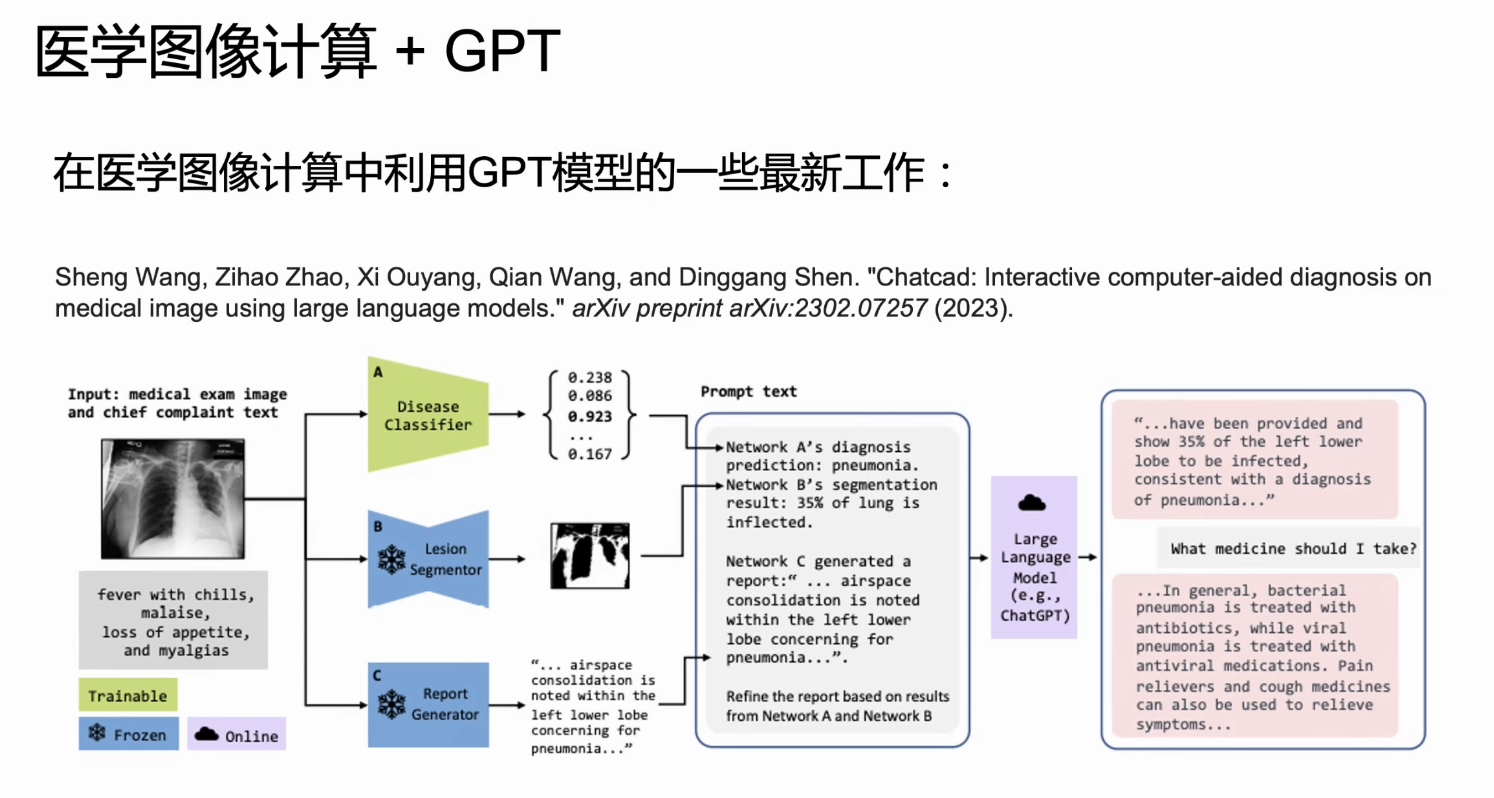 医学图像计算 + GPT
在医学图像计算中利用GPT模型的一些最新工作：
Sheng Wang, Zihao Zhao, Xi Ouyang, Qian Wang, and Dinggang Shen. "Chatcad: Interactive computer-aided diagnosis on
medical image using large language models." arXiv preprint arXiv:2302.07257 (2023).
Input: medical exam image
and chief complaint text
fever with chills,
malaise,
loss of appetite,
and myalgias
Trainable
Frozen
Online
A
Disease
Classifier
B
Lesion
Segmentor
C
Report
Generator
0.238
0.086
0.923
...
0.167
“... airspace
consolidation is
noted within the
left lower lobe
concerning for
pneumonia...”
Prompt text
Network A’s diagnosis
prediction: pneumonia.
Network B’s segmentation
result: 35% of lung is
inflected.
Network C generated a
report:“ ... airspace
consolidation is noted
within the left lower
lobe concerning for
pneumonia...”.
Refine the report based on results
from Network A and Network B
Large
Language
Model
(e.g.,
ChatGPT)
“...have been provided and
show 35% of the left lower
lobe to be infected,
consistent with a diagnosis
of pneumonia...”
What medicine should I take?
...In general, bacterial
pneumonia is treated with
antibiotics, while viral
pneumonia is treated with
antiviral medications. Pain
relievers and cough medicines
can also be used to relieve
symptoms...